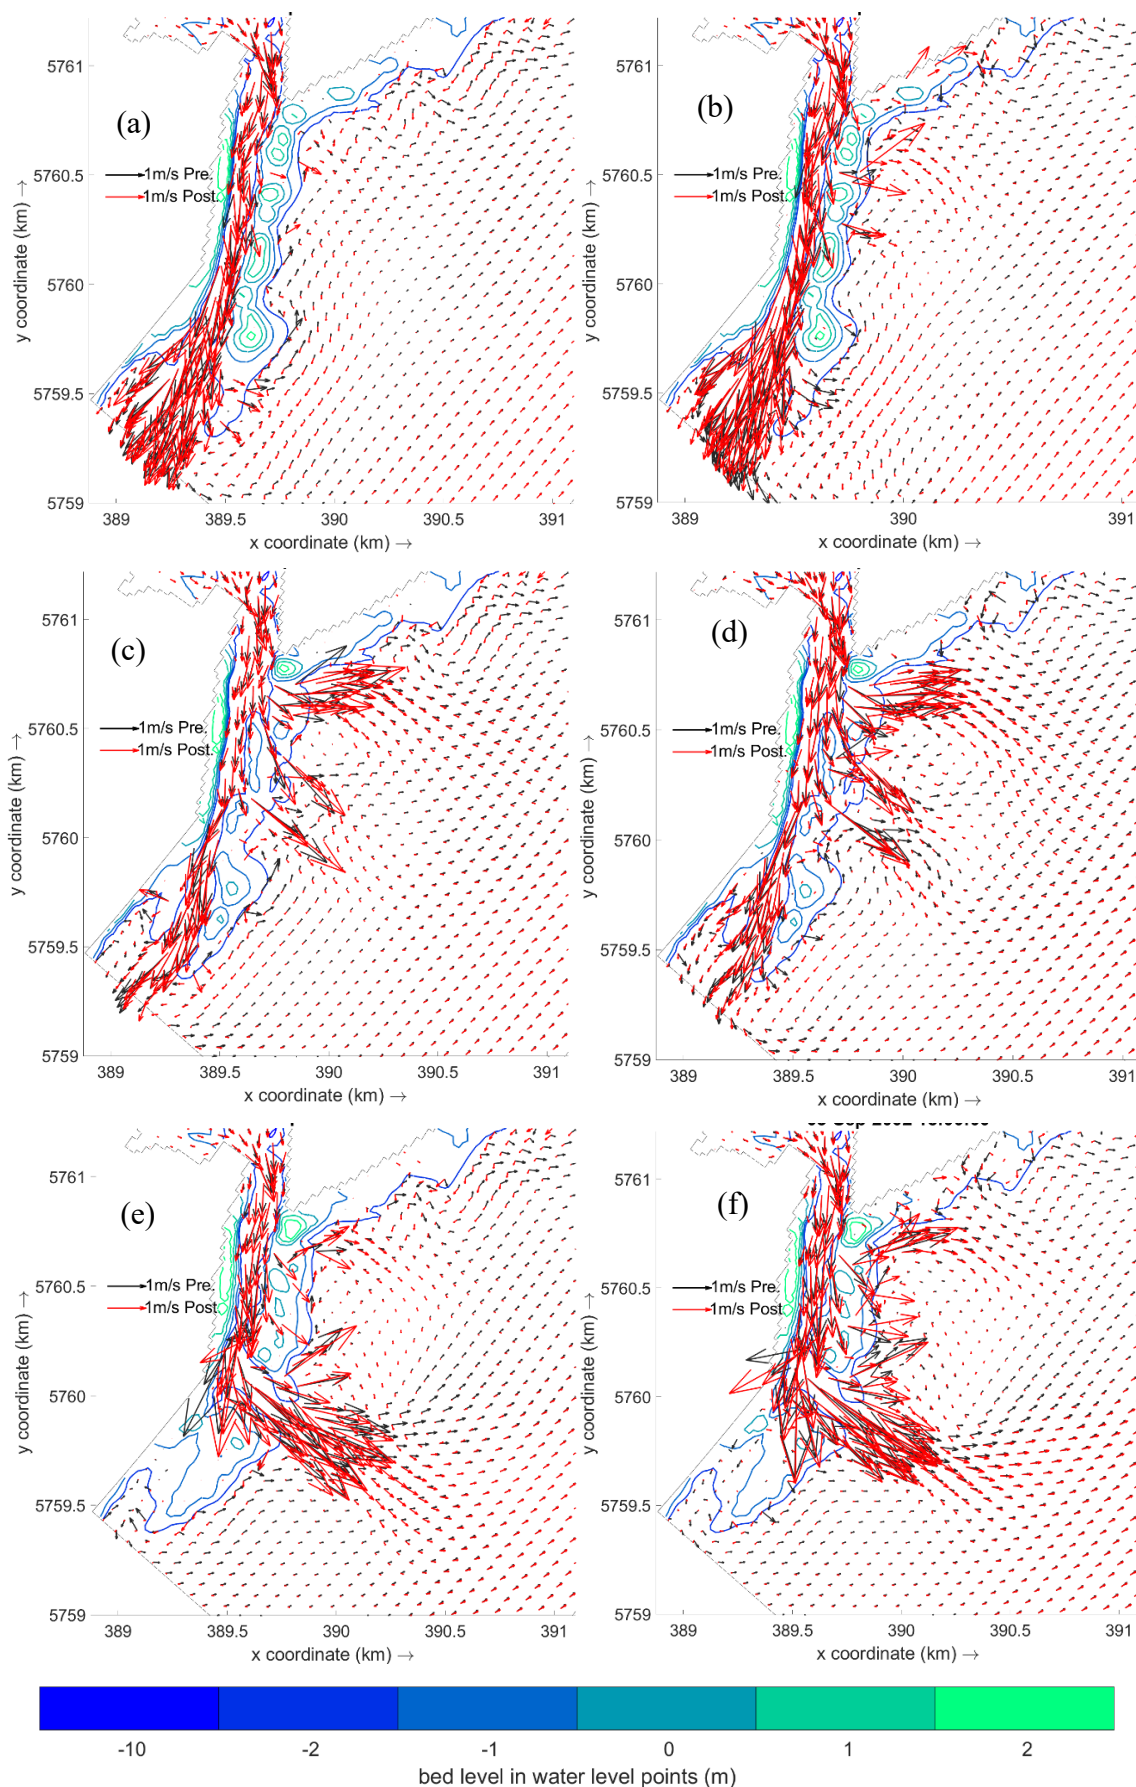 (a)
5761
5760.5
5760
5759.5
5759
y coordinate (km) →
1m/s Pre.
1m/s Post.
389
389.5
390
390.5
391
x coordinate (km) →
(b)
5761
5760.5
5760
5759.5
5759
y coordinate (km) →
1m/s Pre.
1m/s Post.
389
390
391
x coordinate (km) →
(c)
5761
5760.5
5760
5759.5
5759
y coordinate (km) →
1m/s Pre.
1m/s Post.
389
389.5
390
390.5
391
x coordinate (km) →
(d)
5761
5760.5
5760
5759.5
5759
y coordinate (km) →
1m/s Pre.
1m/s Post.
389
389.5
390
390.5
391
x coordinate (km) →
(e)
5761
5760.5
5760
5759.5
5759
y coordinate (km) →
1m/s Pre.
1m/s Post.
389
389.5
390
390.5
391
x coordinate (km) →
(f)
5761
5760.5
5760
5759.5
5759
y coordinate (km) →
1m/s Pre.
1m/s Post.
389
389.5
390
390.5
391
x coordinate (km) →
-10
-2
-1
0
1
2
bed level in water level points (m)